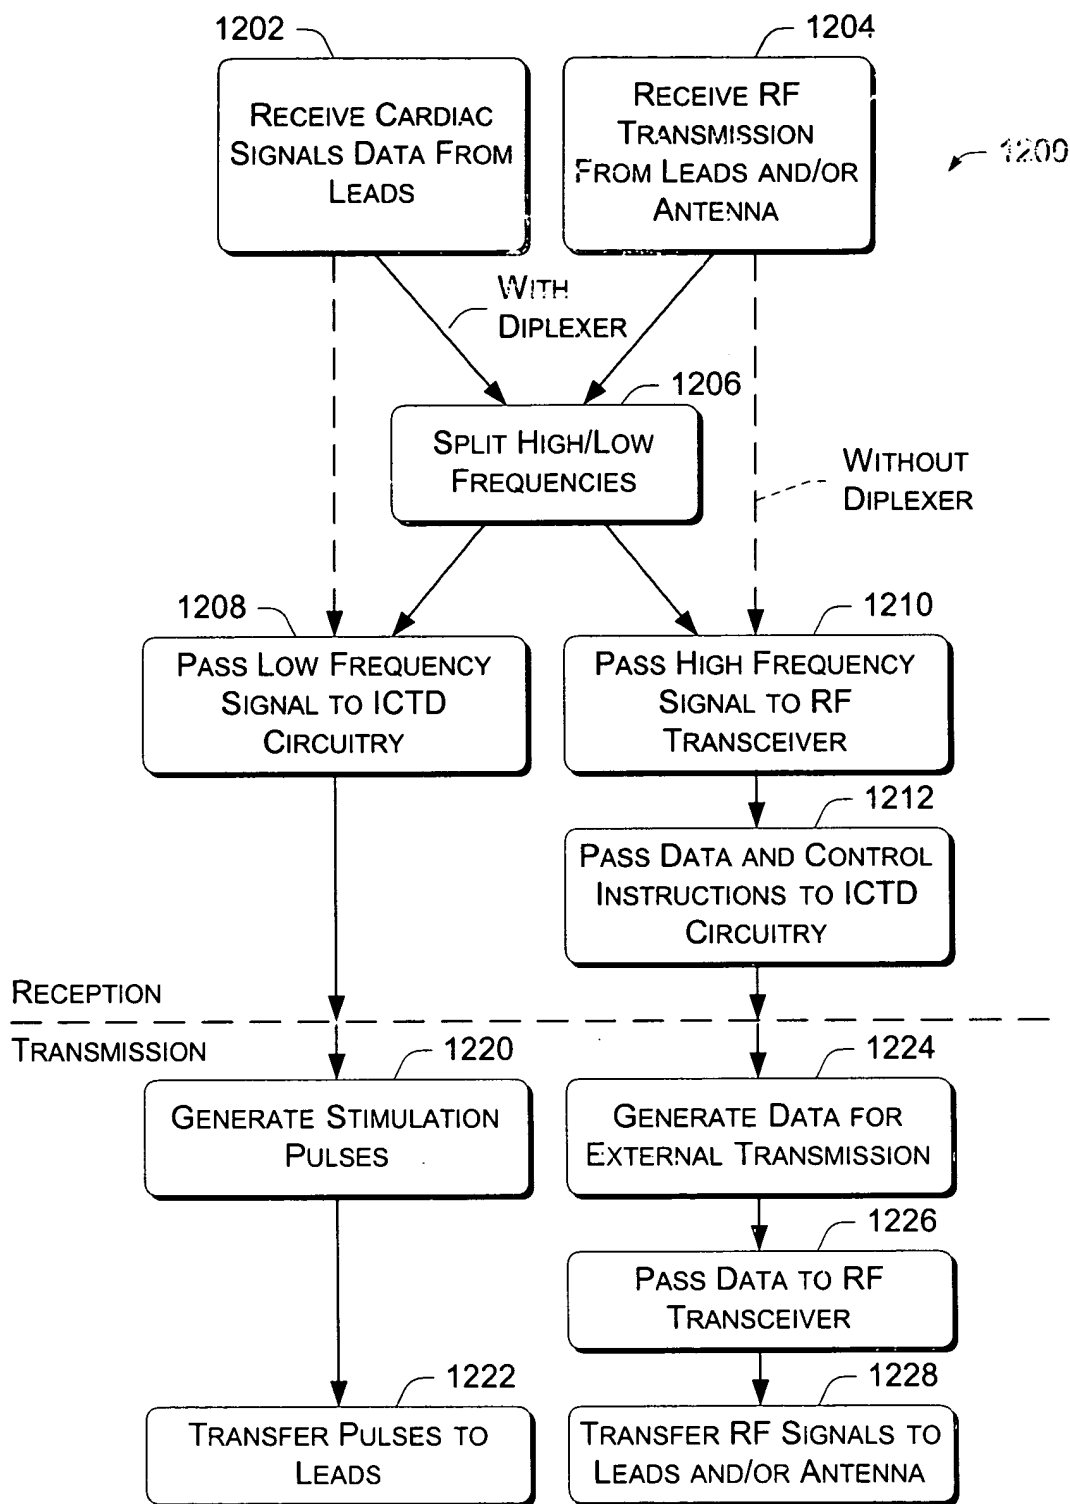 1202
1204
1200
RECEIVE CARDIAC
SIGNALS DATA FROM
LEADS
RECEIVE RF
TRANSMISSION
FROM LEADS AND/OR
ANTENNA
WITH
DIPLEXER
1206
SPLIT HIGH/LOW
FREQUENCIES
WITHOUT
DIPLEXER
1208
PASS LOW FREQUENCY
SIGNAL TO ICTD
CIRCUITRY
1210
PASS HIGH FREQUENCY
SIGNAL TO RF
TRANSCEIVER
1212
PASS DATA AND CONTROL
INSTRUCTIONS TO ICTD
CIRCUITRY
RECEPTION
TRANSMISSION
1220
GENERATE STIMULATION
PULSES
1224
GENERATE DATA FOR
EXTERNAL TRANSMISSION
1226
PASS DATA TO RF
TRANSCEIVER
1222
TRANSFER PULSES TO
LEADS
1228
TRANSFER RF SIGNALS TO
LEADS AND/OR ANTENNA